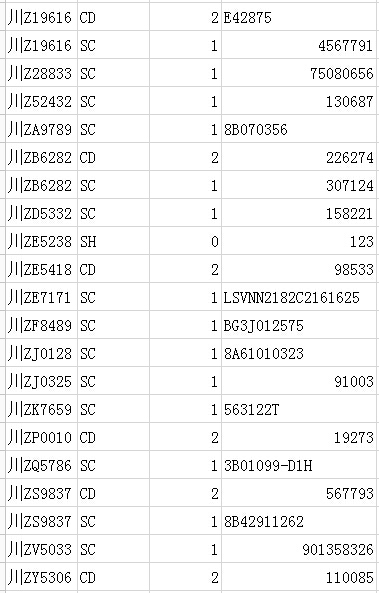 川Z19616 CD 2 E42875
川Z19616 SC 1 4567791
川Z28833 SC 1 75080656
川Z52432 SC 1 130687
川ZA9789 SC 1 8B070356
川ZB6282 CD 2 226274
川ZB6282 SC 1 307124
川ZD5332 SC 1 158221
川ZE5238 SH 0 123
川ZE5418 CD 2 98533
川ZE7171 SC 1 LSVNN2182C2161625
川ZF8489 SC 1 BG3J012575
川ZJ0128 SC 1 8A61010323
川ZJ0325 SC 1 91003
川ZK7659 SC 1 563122T
川ZP0010 CD 2 19273
川ZQ5786 SC 1 3B01099-D1H
川ZS9837 CD 2 567793
川ZS9837 SC 1 8B42911262
川ZV5033 SC 1 901358326
川ZY5306 CD 2 110085